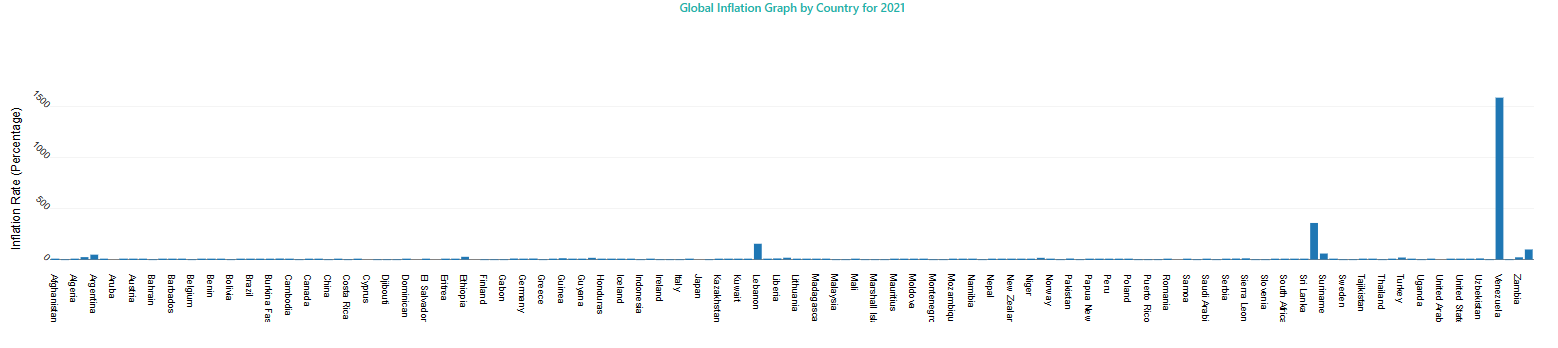 Global Inflation Graph by Country for 2021
Inflation Rate (Percentage)
1500
1000
500
0
Afghanistan
Algeria
Argentina
Aruba
Austria
Bahrain
Barbados
Belgium
Benin
Bolivia
Brazil
Burkina Fas
Cambodia
Canada
China
Costa Rica
Cyprus
Djibouti
Dominican
El Salvador
Eritrea
Ethiopia
Finland
Gabon
Germany
Greece
Guinea
Guyana
Honduras
Iceland
Indonesia
Ireland
Italy
Japan
Kazakhstan
Kuwait
Lebanon
Liberia
Lithuania
Madagasca
Malaysia
Mali
Marshall Isl
Mauritius
Moldova
Montenegro
Mozambiqu
Namibia
Nepal
New Zealan
Niger
Norway
Pakistan
Papua New
Peru
Poland
Puerto Rico
Romania
Samoa
Saudi Arabi
Serbia
Sierra Leon
Slovenia
South Africa
Sri Lanka
Suriname
Sweden
Tajikistan
Thailand
Turkey
Uganda
United Arab
United State
Uzbekistan
Venezuela
Zambia